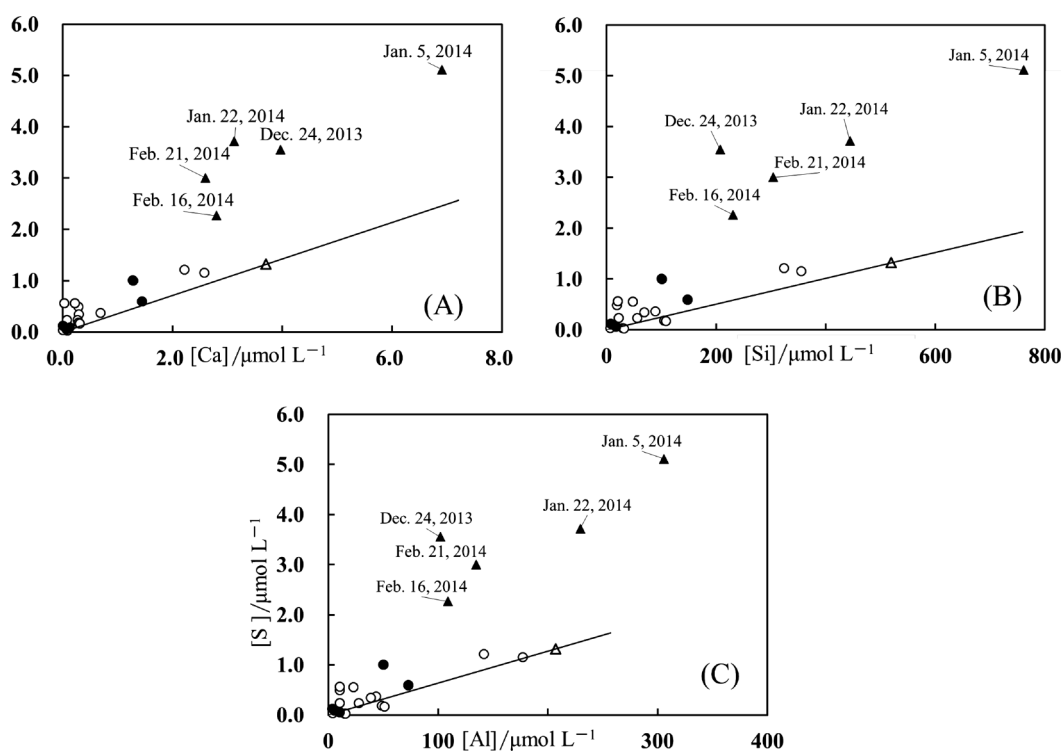 6.0
5.0
4.0
3.0
2.0
1.0
0.0
Jan. 5, 2014
Jan. 22, 2014
Dec. 24, 2013
Feb. 21, 2014
Feb. 16, 2014
(A)
0.0
2.0
[Ca]/μmol L−1
6.0
8.0
6.0
5.0
4.0
3.0
2.0
1.0
0.0
Jan. 5, 2014
Jan. 22, 2014
Dec. 24, 2013
Feb. 21, 2014
Feb. 16, 2014
(B)
0
200
[Si]/μmol L−1
600
800
[S]/μmol L−1
6.0
5.0
4.0
3.0
2.0
1.0
0.0
Jan. 5, 2014
Jan. 22, 2014
Dec. 24, 2013
Feb. 21, 2014
Feb. 16, 2014
(C)
0
100
[Al]/μmol L−1
300
400